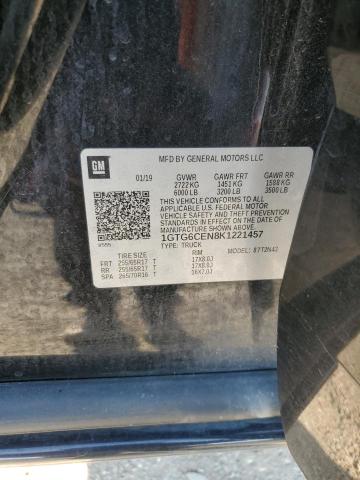 GM
MFD BY GENERAL MOTORS LLC
01/19 GVWR GAWR FRT GAWR RR
2722 KG 1451 KG 1588 KG
6000 LB 3200 LB 3500 LB
THIS VEHICLE CONFORMS TO ALL
APPLICABLE U.S. FEDERAL MOTOR
VEHICLE SAFETY AND THEFT PREVENTION
STANDARDS IN EFFECT ON THE DATE OF
MANUFACTURE SHOWN ABOVE.
1GTG6CEN8K1221457
TYPE: TRUCK MODEL:
TIRE SIZE RIM
FRT 255/65R17 T 17X8.0J
RR 255/65R17 T 17X8.0J
SPA 265/70R16 T 16X7.0J